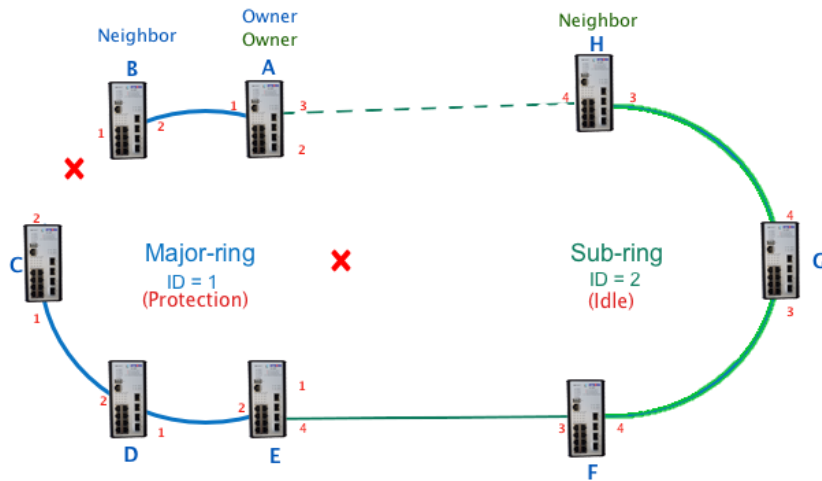 Owner
Neighbor
Owner
Neighbor
B
A
H
1
2
1
3
2
4
3
2
C
1
Major-ring
ID = 1
(Protection)
Sub-ring
ID = 2
(Idle)
4
G
3
2
1
D
2
1
4
E
3
4
F